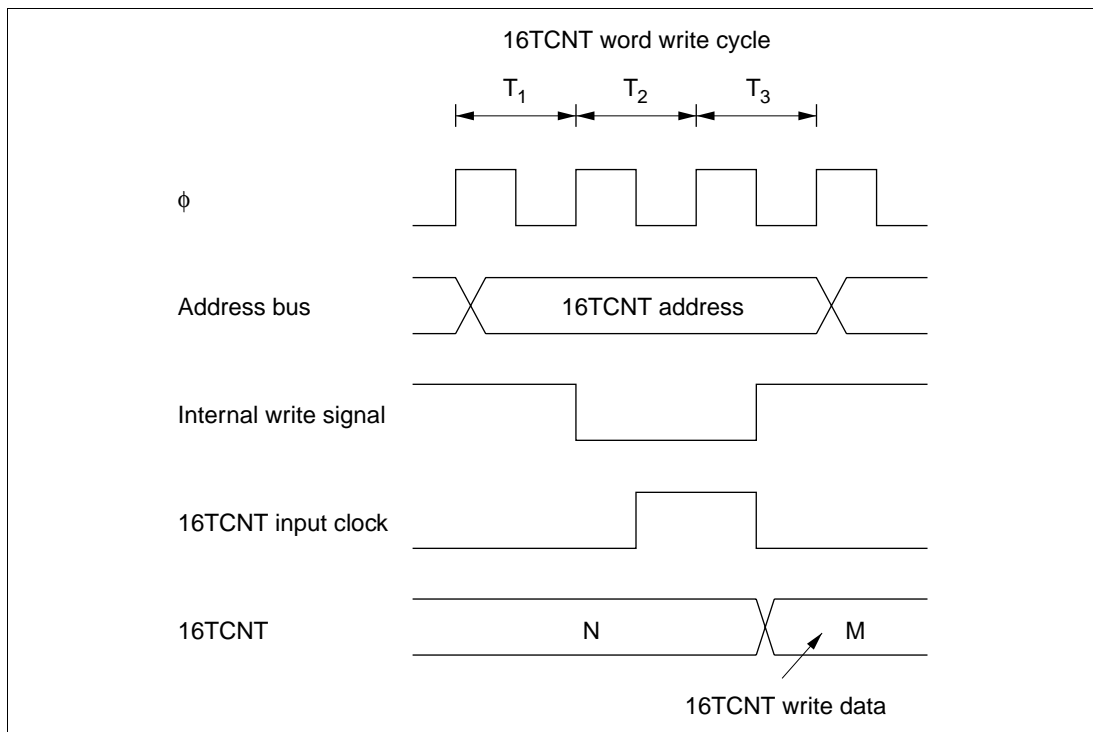 16TCNT word write cycle
T1 T2 T3
ϕ
Address bus
16TCNT address
Internal write signal
16TCNT input clock
16TCNT
N
M
16TCNT write data